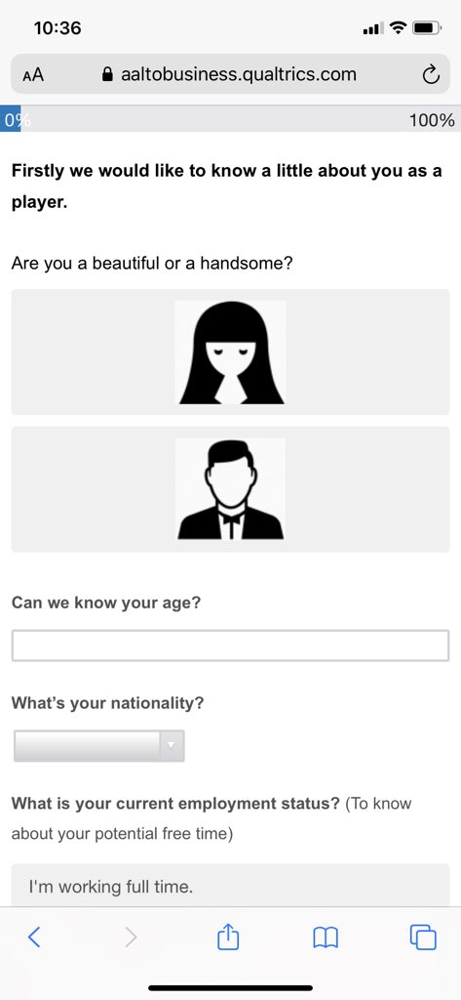 10:36
AA aaltobusiness.qualtrics.com
0% 100%
Firstly we would like to know a little about you as a
player.
Are you a beautiful or a handsome?
Can we know your age?
What's your nationality?
What is your current employment status? (To know
about your potential free time)
I'm working full time.